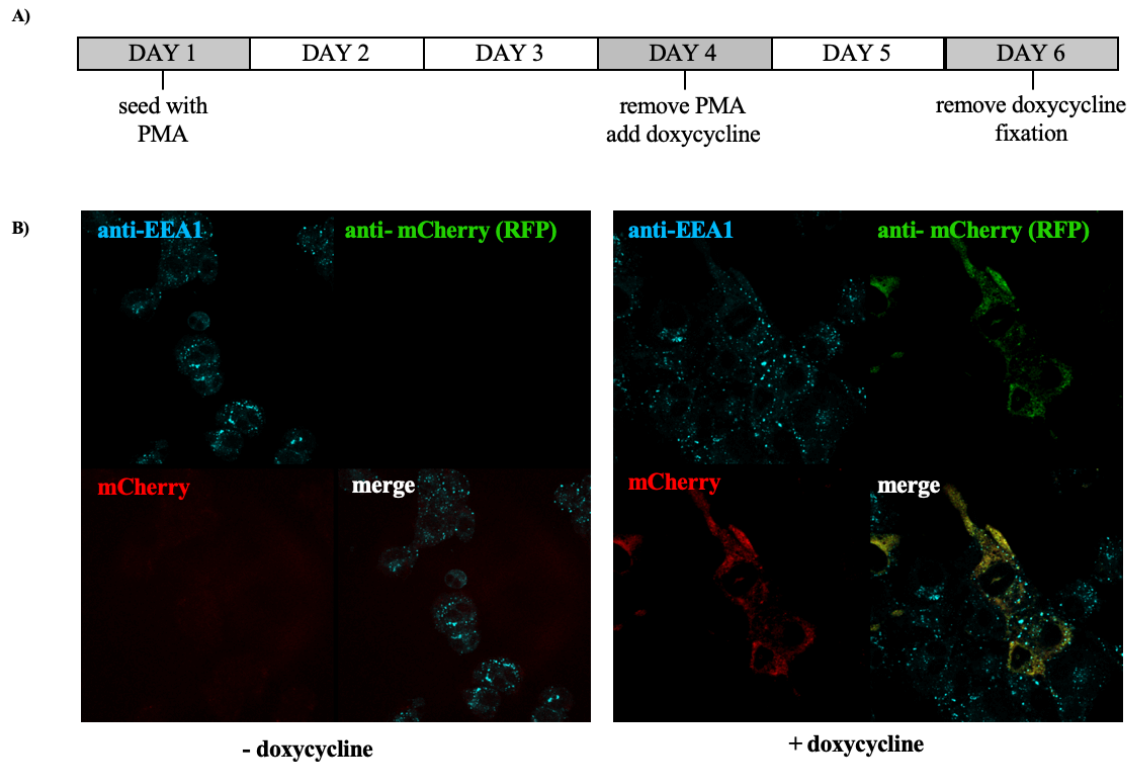 A)
DAY 1 DAY 2 DAY 3 DAY 4 DAY 5 DAY 6
seed with
PMA
remove PMA
add doxycycline
remove doxycycline
fixation
B)
anti-EEA1 anti- mCherry (RFP)
mCherry merge
- doxycycline
anti-EEA1 anti- mCherry (RFP)
mCherry merge
+ doxycycline